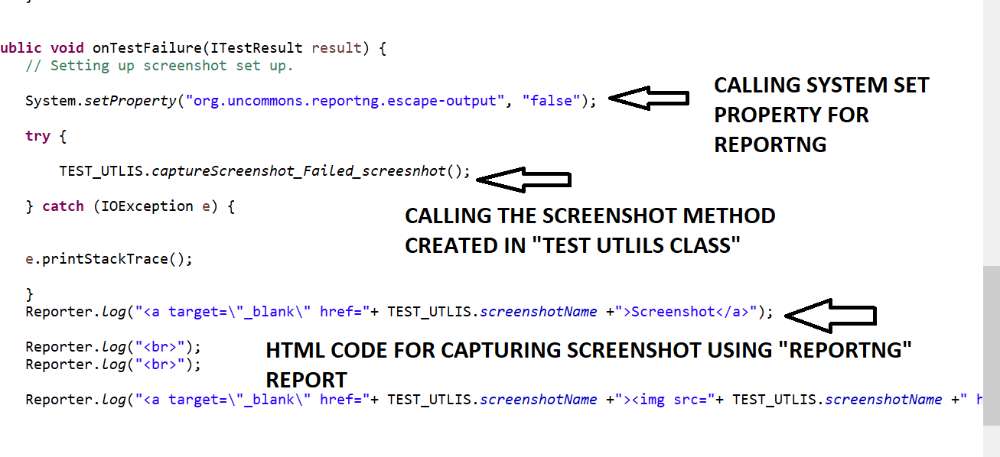 ublic void onTestFailure(ITestResult result) {
// Setting up screenshot set up.
System.setProperty("org.uncommons.reportng.escape-output", "false");
CALLING SYSTEM SET
PROPERTY FOR
REPORTNG
try {
TEST_UTLIS.captureScreenshot_Failed_screesnhot();
} catch (IOException e) {
CALLING THE SCREENSHOT METHOD
CREATED IN "TEST UTLILS CLASS"
e.printStackTrace();
}
Reporter.log("<a target=\"_blank\" href="+ TEST_UTLIS.screenshotName +">Screenshot</a>");
Reporter.log("<br>");
Reporter.log("<br>");
HTML CODE FOR CAPTURING SCREENSHOT USING "REPORTNG"
REPORT
Reporter.log("<a target=\"_blank\" href="+ TEST_UTLIS.screenshotName +"><img src="+ TEST_UTLIS.screenshotName +" h